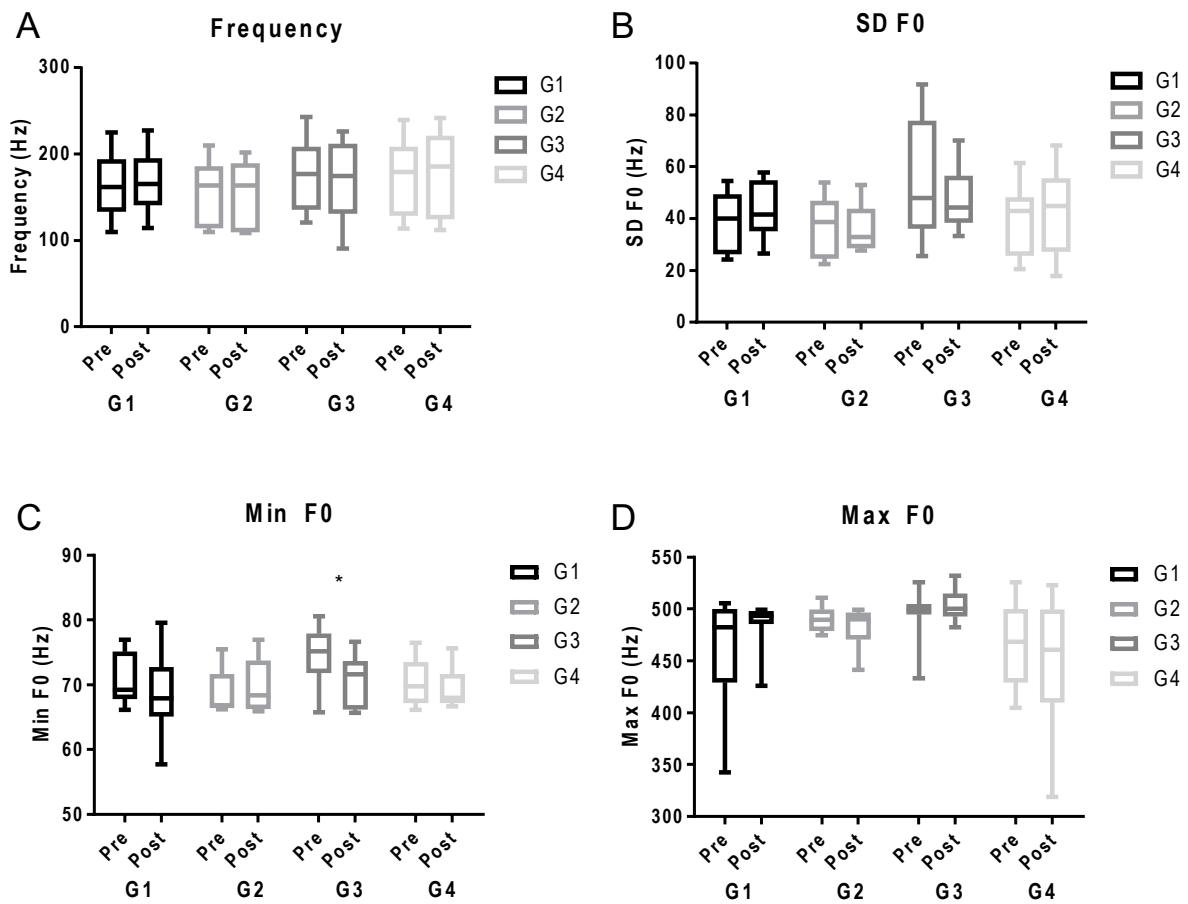 A
Frequency
Frequency (Hz)
300
200
100
0
Pre Post Pre Post Pre Post Pre Post
G1 G2 G3 G4
G1
G2
G3
G4
B
SD F0
SD F0 (Hz)
100
80
60
40
20
0
Pre Post Pre Post Pre Post Pre Post
G1 G2 G3 G4
G1
G2
G3
G4
C
Min F0
Min F0 (Hz)
90
80
70
60
50
*
Pre Post Pre Post Pre Post Pre Post
G1 G2 G3 G4
G1
G2
G3
G4
D
Max F0
Max F0 (Hz)
550
500
450
400
350
300
Pre Post Pre Post Pre Post Pre Post
G1 G2 G3 G4
G1
G2
G3
G4